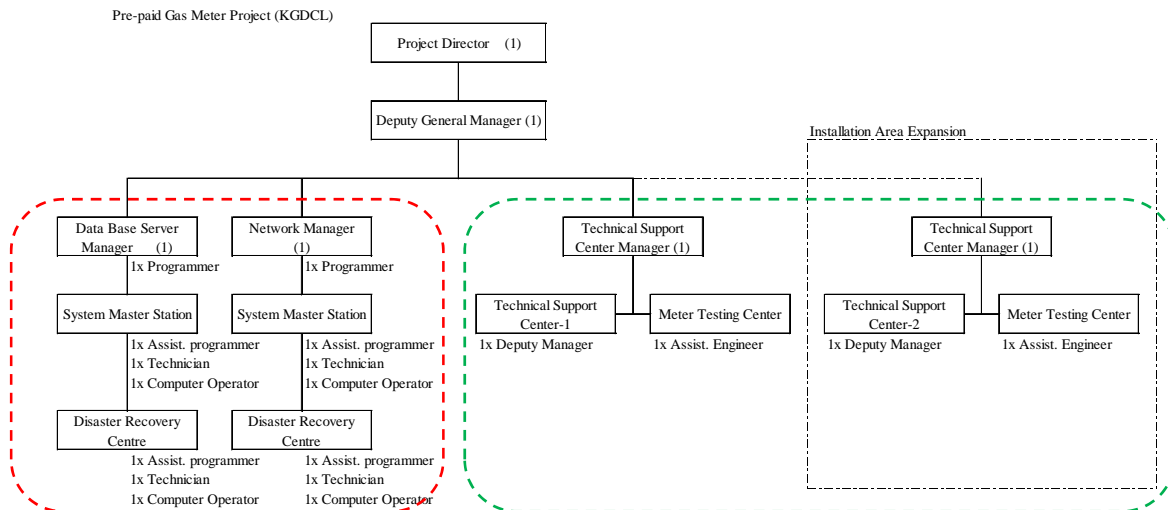 Pre-paid Gas Meter Project (KGDCL)
Project Director (1)
Deputy General Manager (1)
Installation Area Expansion
Data Base Server
Manager (1)
1x Programmer
Network Manager
(1)
1x Programmer
Technical Support
Center Manager (1)
Technical Support
Center Manager (1)
System Master Station
1x Assist. programmer
1x Technician
1x Computer Operator
System Master Station
1x Assist. programmer
1x Technician
1x Computer Operator
Technical Support
Center-1
1x Deputy Manager
Meter Testing Center
1x Assist. Engineer
Technical Support
Center-2
1x Deputy Manager
Meter Testing Center
1x Assist. Engineer
Disaster Recovery
Centre
1x Assist. programmer
1x Technician
1x Computer Operator
Disaster Recovery
Centre
1x Assist. programmer
1x Technician
1x Computer Operator